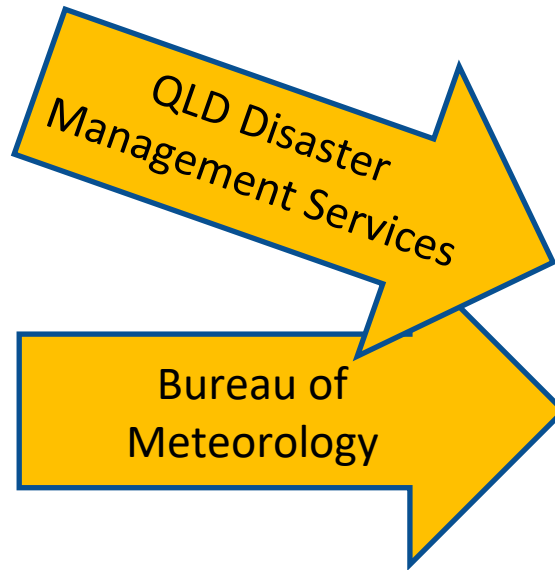 QLD Disaster
Management Services
Bureau of
Meteorology